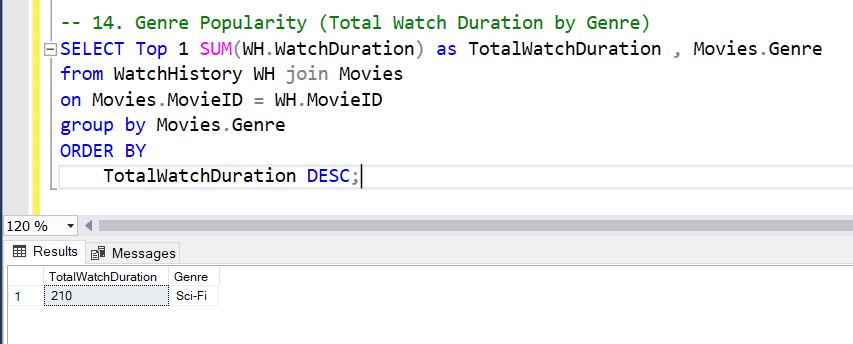 -- 14. Genre Popularity (Total Watch Duration by Genre)
SELECT Top 1 SUM(WH.WatchDuration) as TotalWatchDuration , Movies.Genre
from WatchHistory WH join Movies
on Movies.MovieID = WH.MovieID
group by Movies.Genre
ORDER BY
TotalWatchDuration DESC;
120 %
Results Messages
TotalWatchDuration Genre
1 210 Sci-Fi